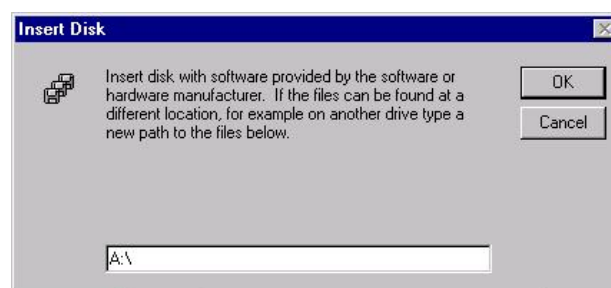 Insert Disk
Insert disk with software provided by the software or
hardware manufacturer.  If the files can be found at a
different location, for example on another drive type a
new path to the files below.
OK
Cancel
A:\